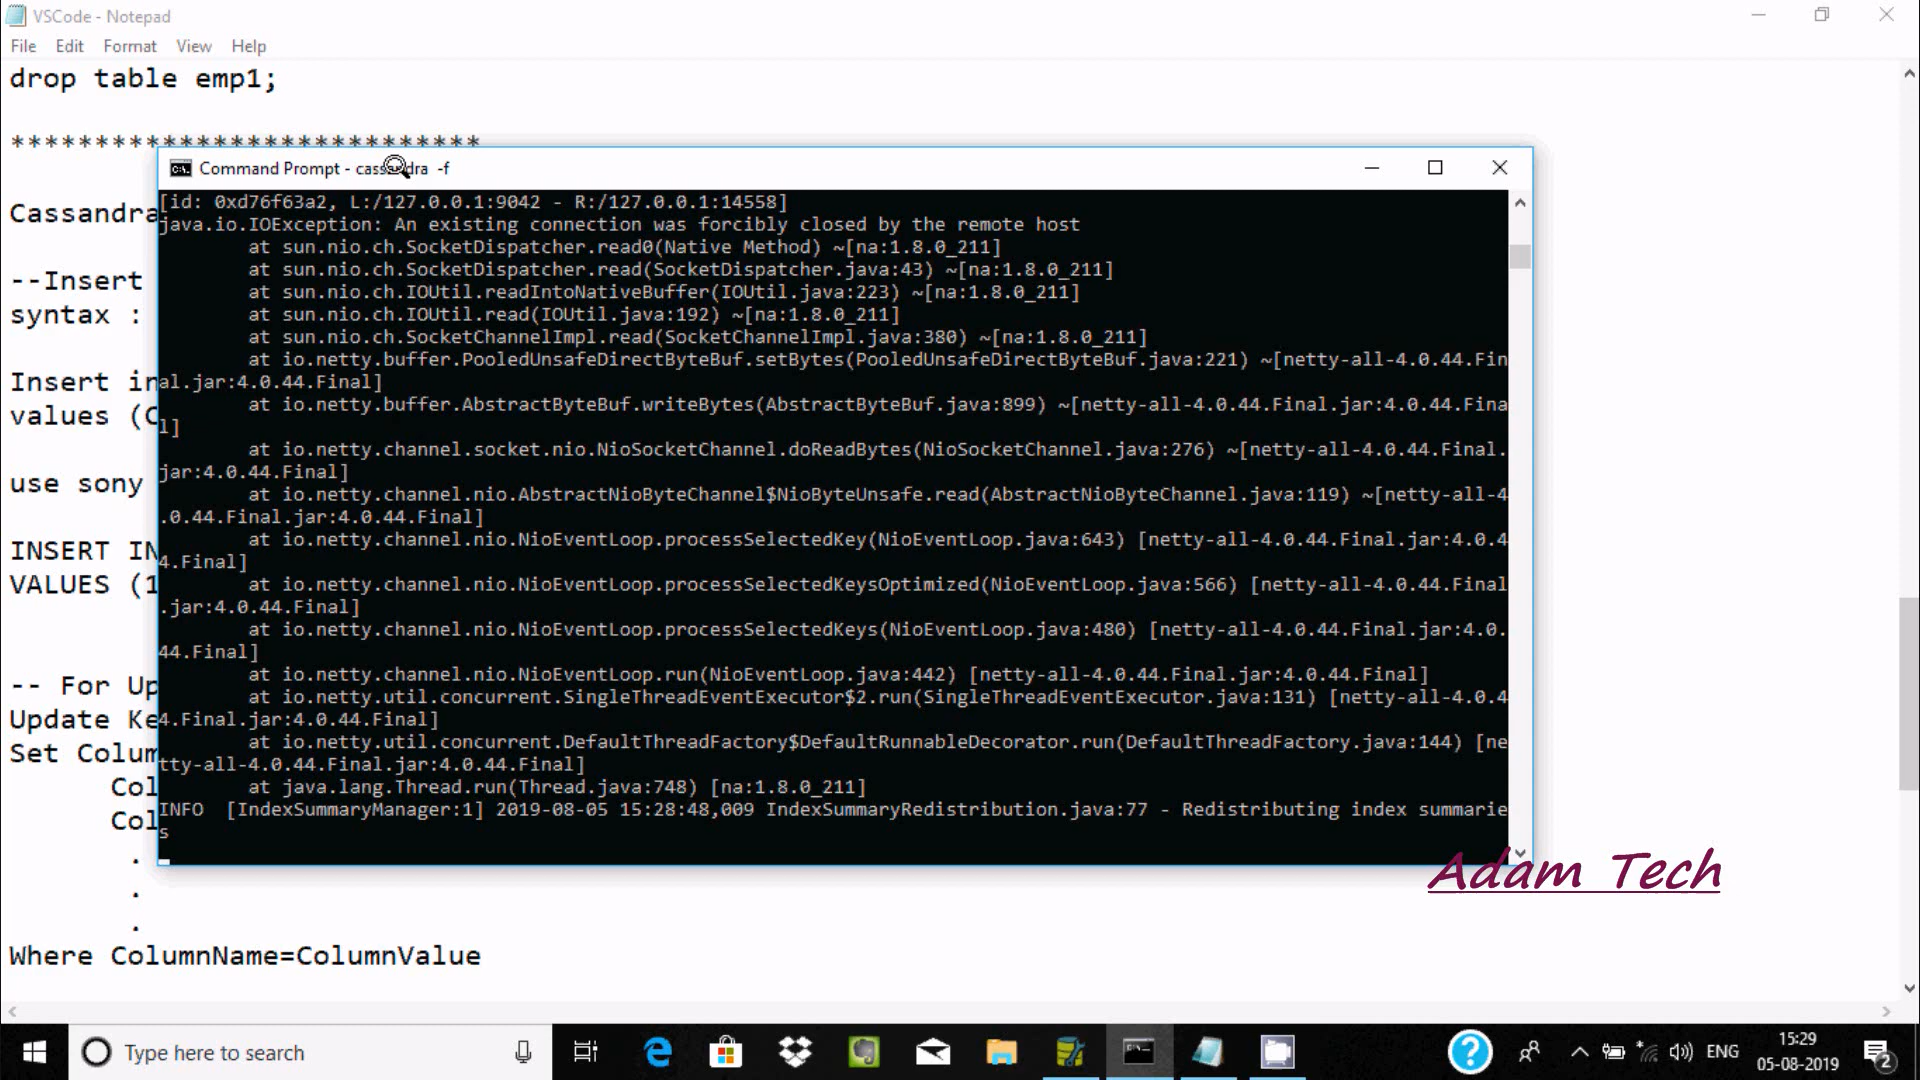 VSCode - Notepad
File Edit Format View Help
drop table emp1;
****************************
Command Prompt - cassandra -f
Cassandra
--Insert
syntax :
Insert in
values (C
use sony
INSERT IN
VALUES (1
-- For Up
Update Ke
Set Colum
Col
Col
.
.
.
Where ColumnName=ColumnValue
[id: 0xd76f63a2, L:/127.0.0.1:9042 - R:/127.0.0.1:14558]
java.io.IOException: An existing connection was forcibly closed by the remote host
at sun.nio.ch.SocketDispatcher.read0(Native Method) ~[na:1.8.0_211]
at sun.nio.ch.SocketDispatcher.read(SocketDispatcher.java:43) ~[na:1.8.0_211]
at sun.nio.ch.IOUtil.readIntoNativeBuffer(IOUtil.java:223) ~[na:1.8.0_211]
at sun.nio.ch.IOUtil.read(IOUtil.java:192) ~[na:1.8.0_211]
at sun.nio.ch.SocketChannelImpl.read(SocketChannelImpl.java:380) ~[na:1.8.0_211]
at io.netty.buffer.PooledUnsafeDirectByteBuf.setBytes(PooledUnsafeDirectByteBuf.java:221) ~[netty-all-4.0.44.Fin
al.jar:4.0.44.Final]
at io.netty.buffer.AbstractByteBuf.writeBytes(AbstractByteBuf.java:899) ~[netty-all-4.0.44.Final.jar:4.0.44.Fina
l]
at io.netty.channel.socket.nio.NioSocketChannel.doReadBytes(NioSocketChannel.java:276) ~[netty-all-4.0.44.Final.
jar:4.0.44.Final]
at io.netty.channel.nio.AbstractNioByteChannel$NioByteUnsafe.read(AbstractNioByteChannel.java:119) ~[netty-all-4
.0.44.Final.jar:4.0.44.Final]
at io.netty.channel.nio.NioEventLoop.processSelectedKey(NioEventLoop.java:643) [netty-all-4.0.44.Final.jar:4.0.4
4.Final]
at io.netty.channel.nio.NioEventLoop.processSelectedKeysOptimized(NioEventLoop.java:566) [netty-all-4.0.44.Final
.jar:4.0.44.Final]
at io.netty.channel.nio.NioEventLoop.processSelectedKeys(NioEventLoop.java:480) [netty-all-4.0.44.Final.jar:4.0.
44.Final]
at io.netty.channel.nio.NioEventLoop.run(NioEventLoop.java:442) [netty-all-4.0.44.Final.jar:4.0.44.Final]
at io.netty.util.concurrent.SingleThreadEventExecutor$2.run(SingleThreadEventExecutor.java:131) [netty-all-4.0.4
4.Final.jar:4.0.44.Final]
at io.netty.util.concurrent.DefaultThreadFactory$DefaultRunnableDecorator.run(DefaultThreadFactory.java:144) [ne
tty-all-4.0.44.Final.jar:4.0.44.Final]
at java.lang.Thread.run(Thread.java:748) [na:1.8.0_211]
INFO [IndexSummaryManager:1] 2019-08-05 15:28:48,009 IndexSummaryRedistribution.java:77 - Redistributing index summarie
s
Adam Tech
Type here to search
ENG
15:29
05-08-2019
2